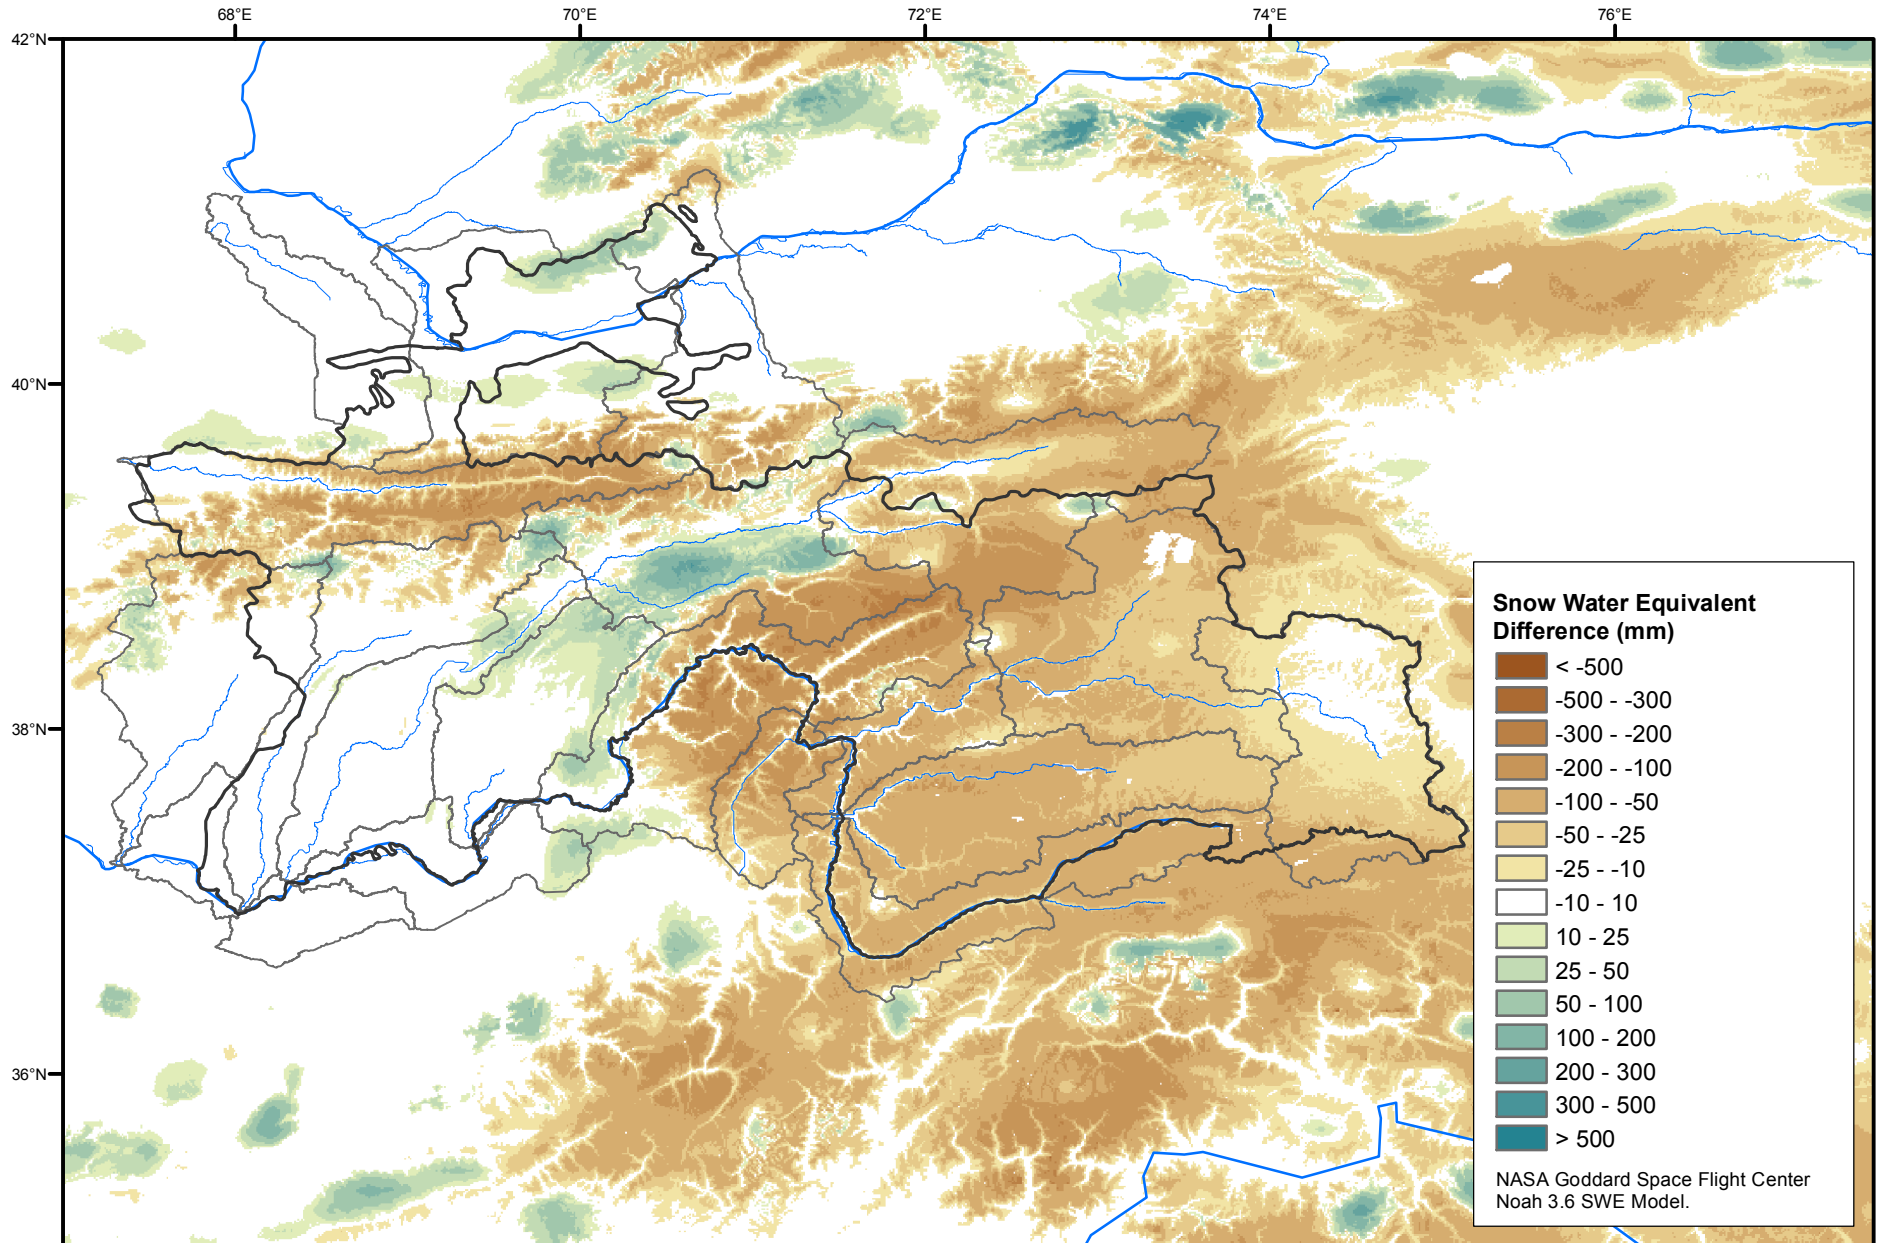 68°E
70°E
72°E
74°E
76°E
42°N
40°N
38°N
36°N
Snow Water Equivalent
Difference (mm)
< -500
-500 - -300
-300 - -200
-200 - -100
-100 - -50
-50 - -25
-25 - -10
-10 - 10
10 - 25
25 - 50
50 - 100
100 - 200
200 - 300
300 - 500
> 500
NASA Goddard Space Flight Center
Noah 3.6 SWE Model.